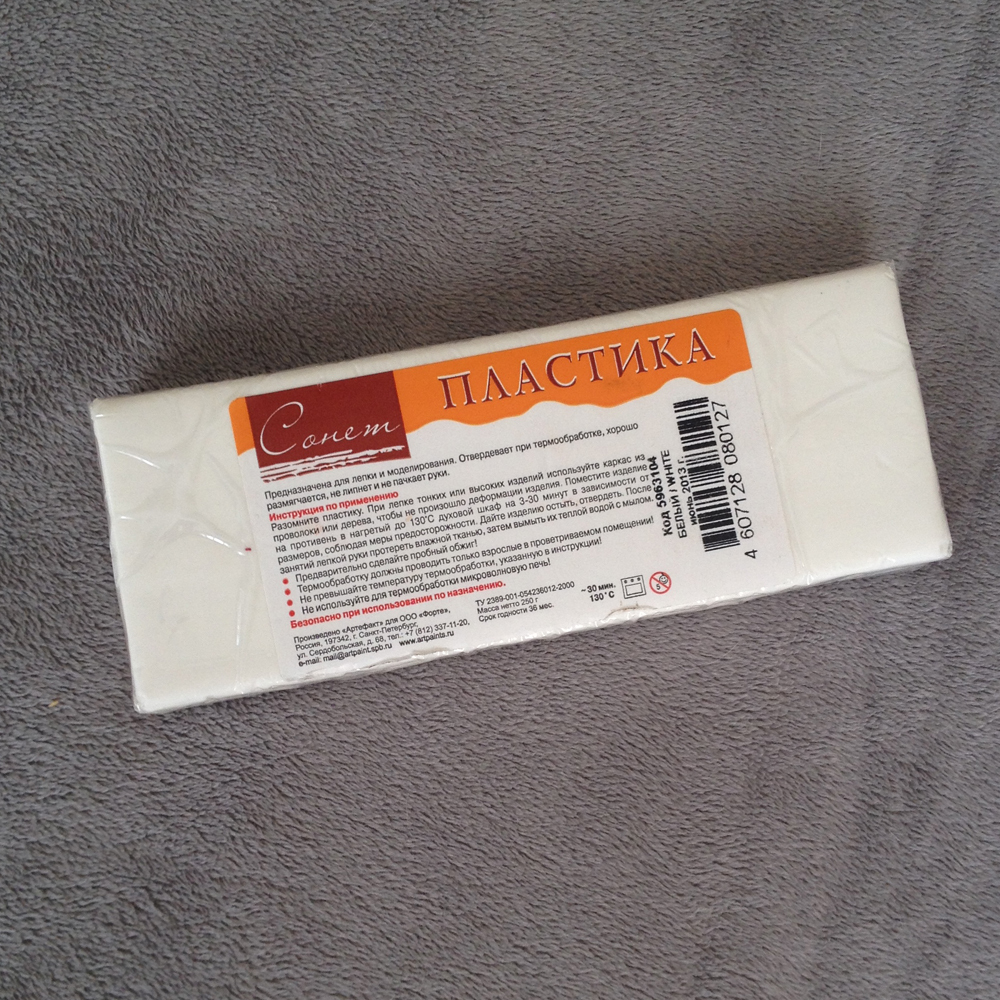 Сонет
ПЛАСТИКА
Предназначена для лепки и моделирования. Отвердевает при термообработке, хорошо
размягчается, не липнет и не пачкает руки.
Инструкция по применению
Разомните пластику. При лепке тонких или высоких изделий используйте каркас из
проволоки или дерева, чтобы не произошло деформации изделия. Поместите изделие
на противень в нагретый до 130°С духовой шкаф на 3-30 минут в зависимости от
размеров, соблюдая меры предосторожности. Дайте изделию остыть, отвердеть. После
занятий лепкой руки протереть влажной тканью, затем вымыть их теплой водой с мылом.
• Предварительно сделайте пробный обжиг!
• Термообработку должны проводить только взрослые в проветриваемом помещении!
• Не превышайте температуру термообработки, указанную в инструкции!
• Не используйте для термообработки микроволновую печь!
Безопасно при использовании по назначению.
Произведено «Артефакт» для ООО «Форте»,
Россия, 197342, г. Санкт-Петербург,
ул. Сердобольская, д. 68, тел.: +7 (812) 337-11-20,
e-mail: mail@artpaint.spb.ru www.artpaints.ru
ТУ 2389-001-054236012-2000
Масса нетто 250 г
Срок годности 36 мес.
~ 30 мин.
130°С
0-3
Код 5963104
БЕЛЫЙ / WHITE
июнь 2013 г.
4 607128 080127